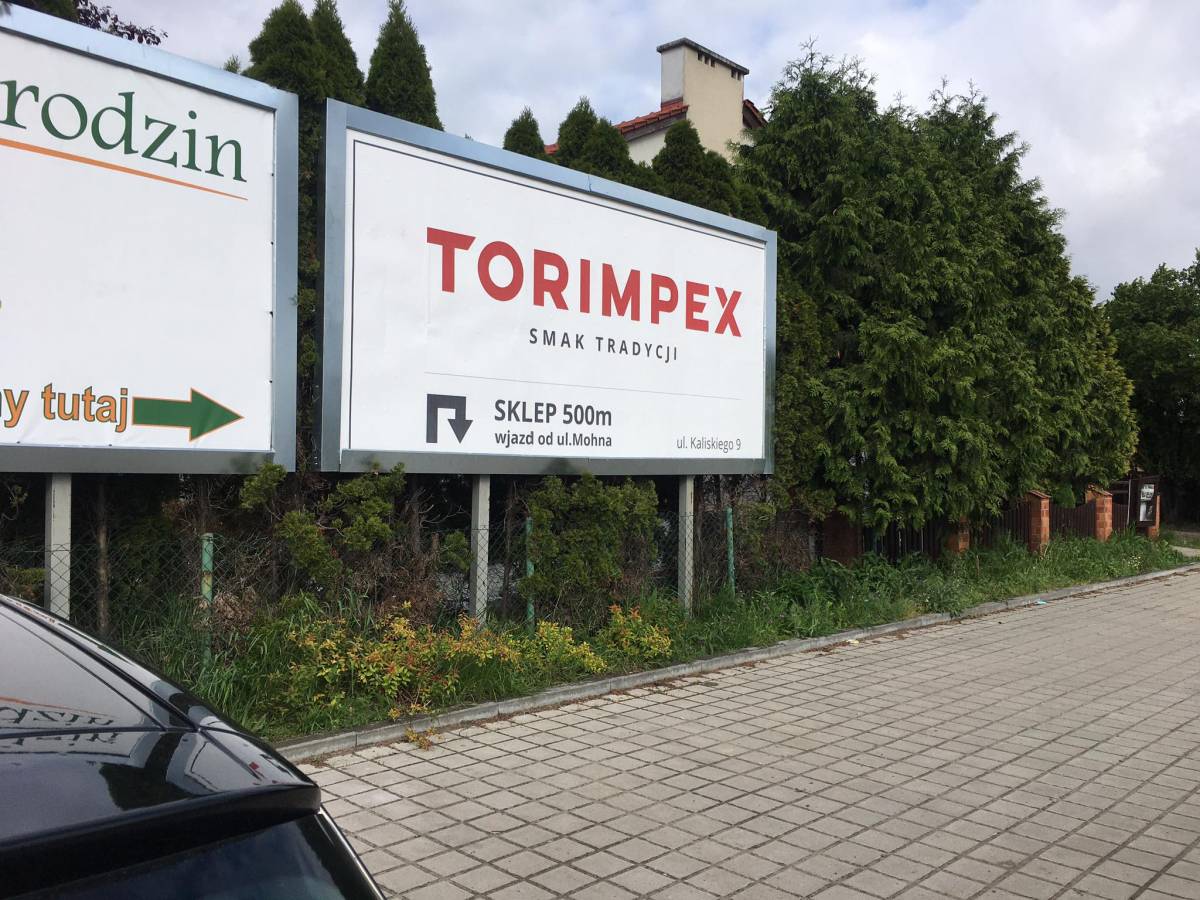 rodzin
tutaj
TORIMPEX
SMAK TRADYCJI
SKLEP 500m
wjazd od ul.Mohna
ul. Kaliskiego 9